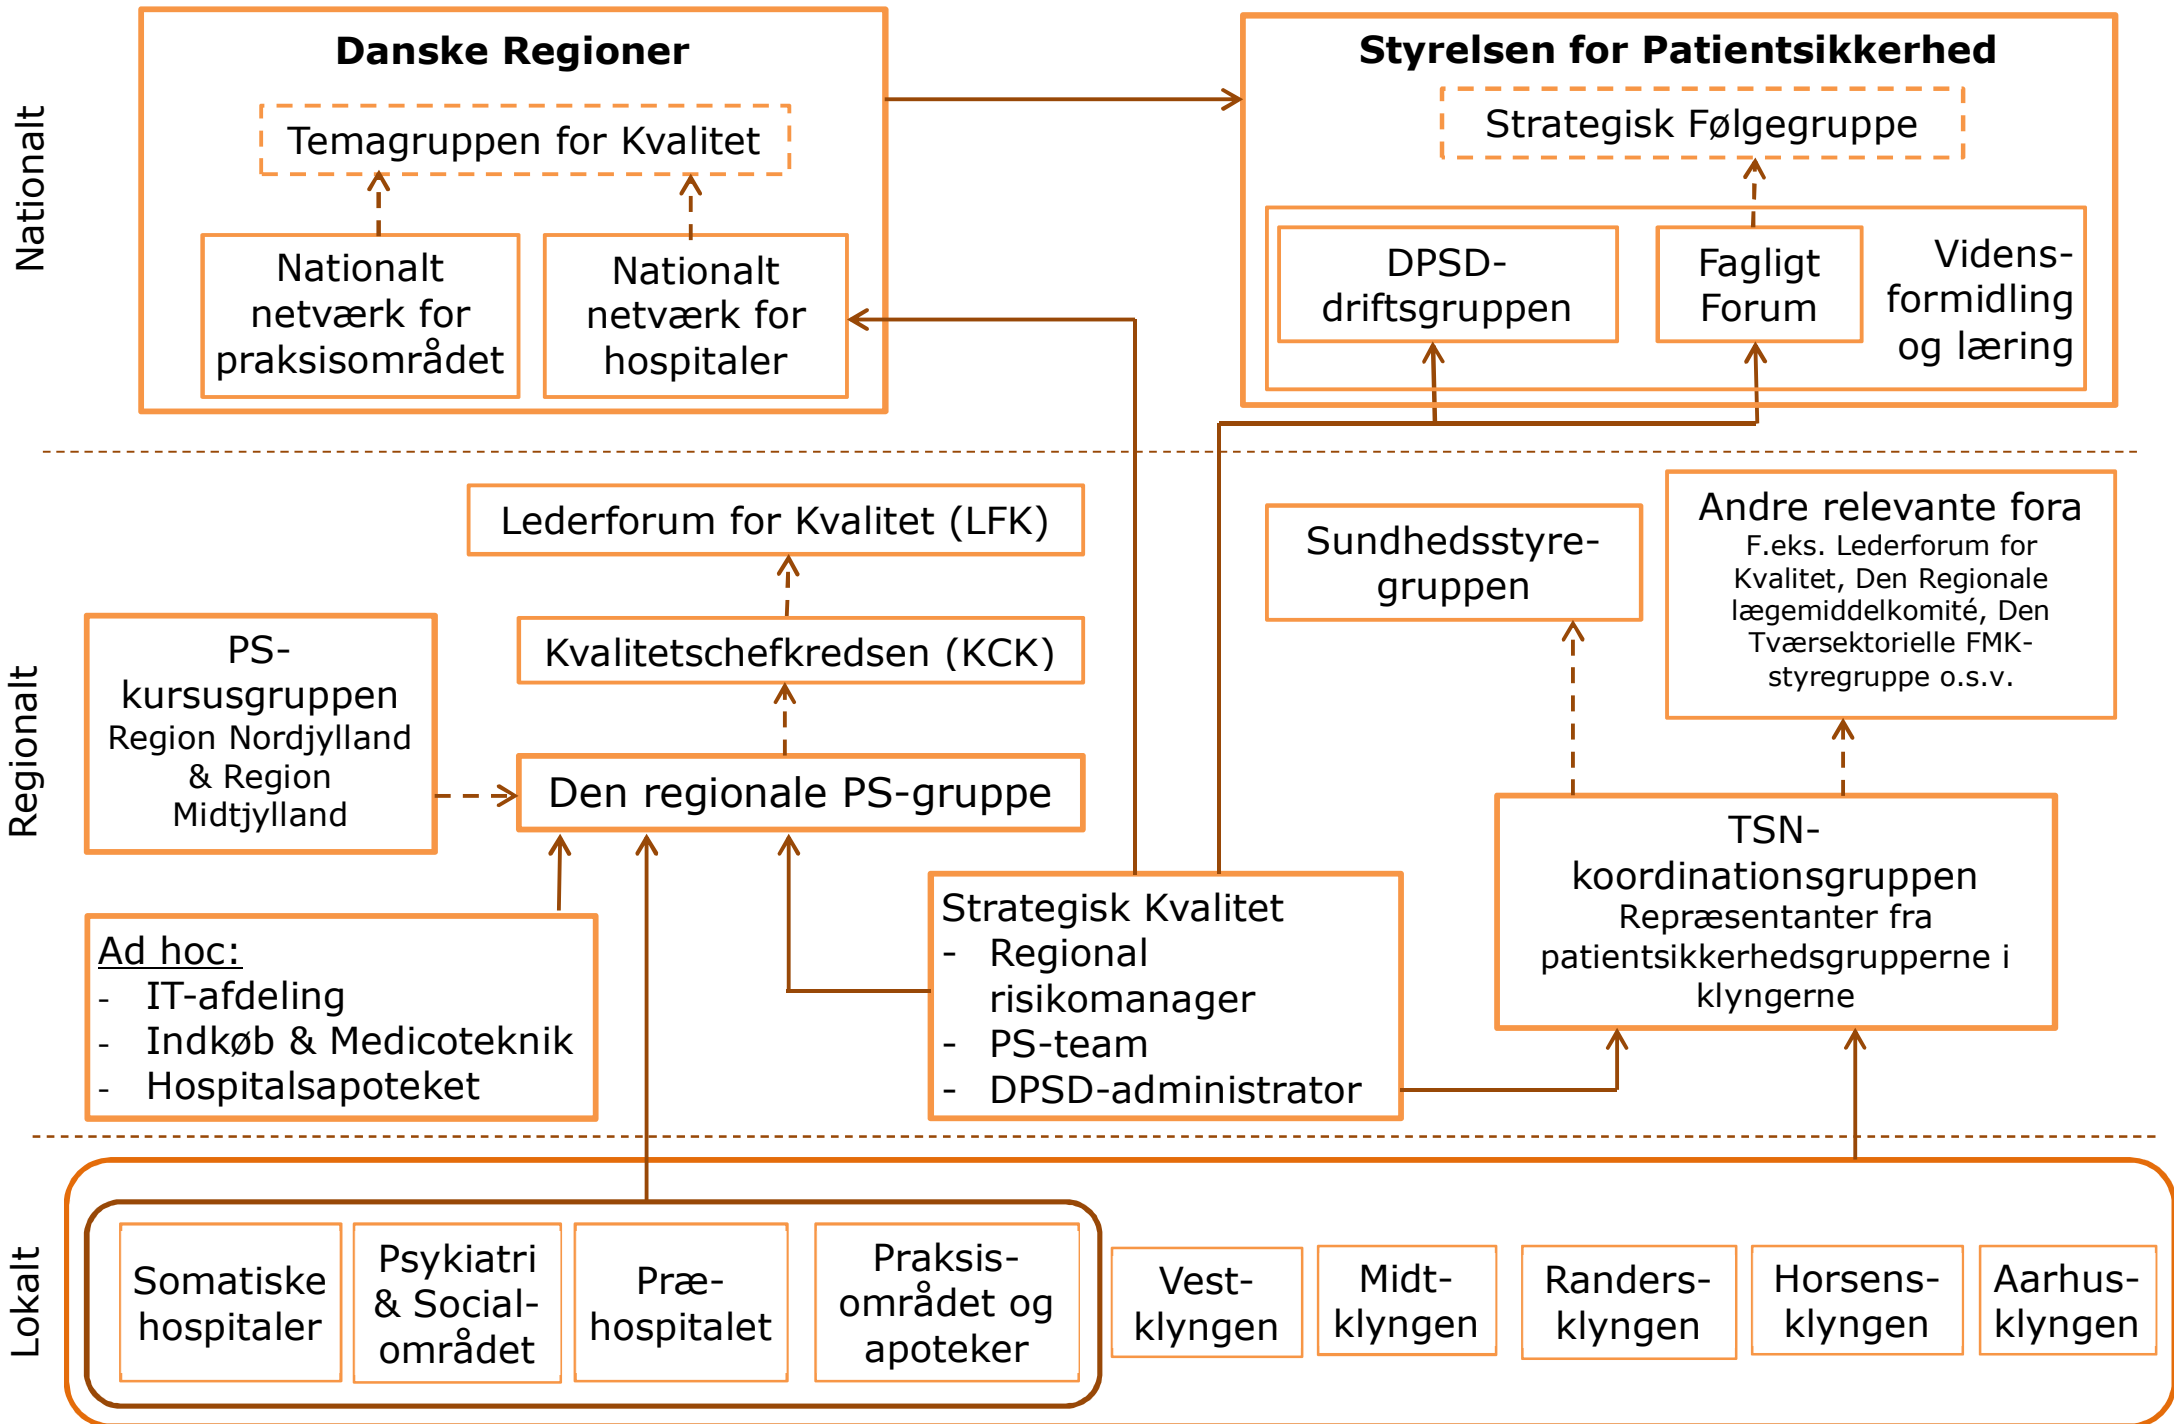 Nationalt
Danske Regioner
Temagruppen for Kvalitet
Nationalt
netværk for
praksisområdet
Nationalt
netværk for
hospitaler
Styrelsen for Patientsikkerhed
Strategisk Følgegruppe
DPSD-
driftsgruppen
Fagligt
Forum
Videns-
formidling
og læring
Regionalt
Lederforum for Kvalitet (LFK)
Kvalitetschefkredsen (KCK)
PS-
kursusgruppen
Region Nordjylland
& Region
Midtjylland
Den regionale PS-gruppe
Sundhedsstyre-
gruppen
Andre relevante fora
F.eks. Lederforum for
Kvalitet, Den Regionale
lægemiddelkomité, Den
Tværsektorielle FMK-
styregruppe o.s.v.
Ad hoc:
- IT-afdeling
- Indkøb & Medicoteknik
- Hospitalsapoteket
Strategisk Kvalitet
- Regional
risikomanager
- PS-team
- DPSD-administrator
TSN-
koordinationsgruppen
Repræsentanter fra
patientsikkerhedsgrupperne i
klyngerne
Lokalt
Somatiske
hospitaler
Psykiatri
& Social-
området
Præ-
hospitalet
Praksis-
området og
apoteker
Vest-
klyngen
Midt-
klyngen
Randers-
klyngen
Horsens-
klyngen
Aarhus-
klyngen